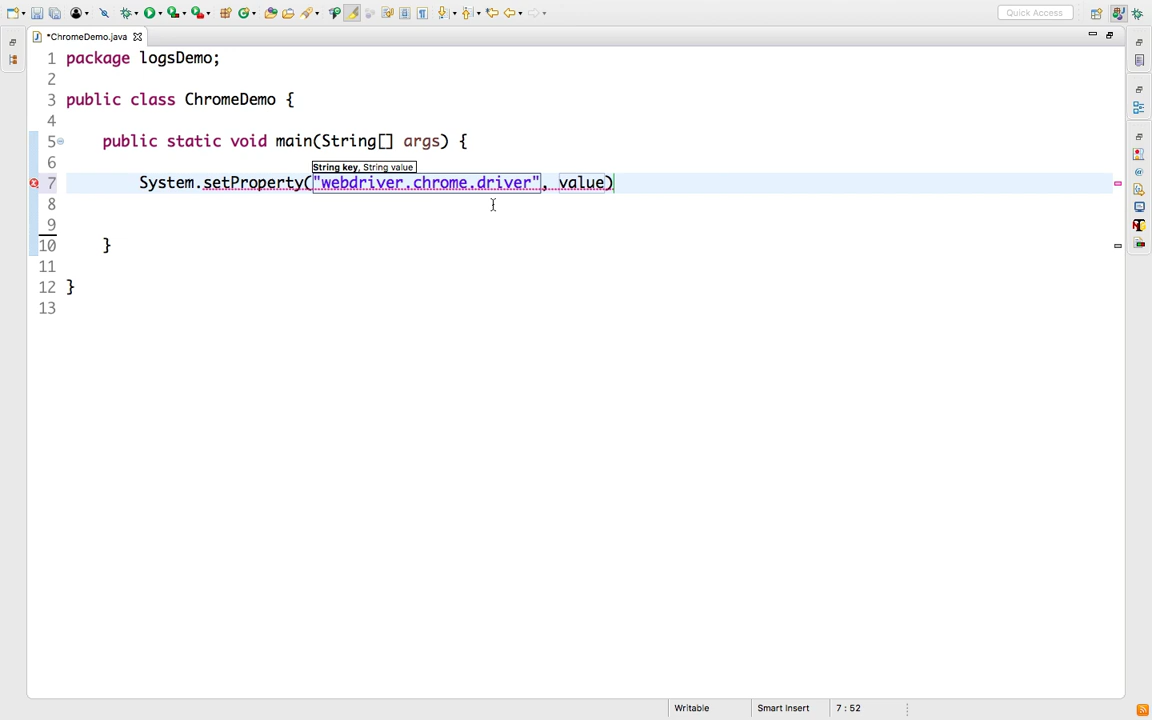 Quick Access
*ChromeDemo.java
1 package logsDemo;
2
3 public class ChromeDemo {
4
5 public static void main(String[] args) {
String key, String value
6
7 System.setProperty("webdriver.chrome.driver", value)
8
9
10 }
11
12 }
13
Writable Smart Insert 7 : 52